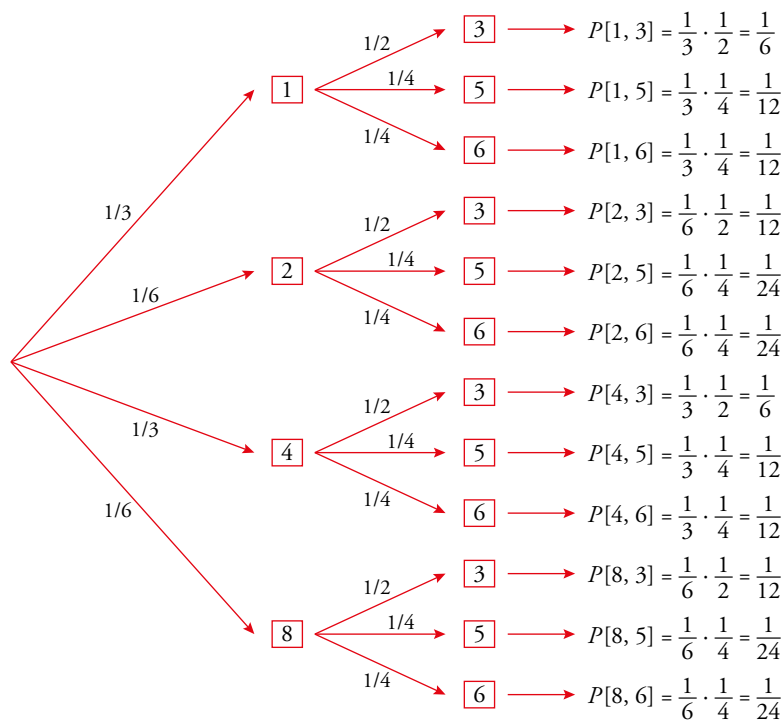 1/2 3 P[1, 3] = 1/3 · 1/2 = 1/6
1 1/4 5 P[1, 5] = 1/3 · 1/4 = 1/12
1/4 6 P[1, 6] = 1/3 · 1/4 = 1/12
1/3
1/2 3 P[2, 3] = 1/6 · 1/2 = 1/12
1/6 2 1/4 5 P[2, 5] = 1/6 · 1/4 = 1/24
1/4 6 P[2, 6] = 1/6 · 1/4 = 1/24
1/2 3 P[4, 3] = 1/3 · 1/2 = 1/6
1/3 4 1/4 5 P[4, 5] = 1/3 · 1/4 = 1/12
1/4 6 P[4, 6] = 1/3 · 1/4 = 1/12
1/6
1/2 3 P[8, 3] = 1/6 · 1/2 = 1/12
8 1/4 5 P[8, 5] = 1/6 · 1/4 = 1/24
1/4 6 P[8, 6] = 1/6 · 1/4 = 1/24